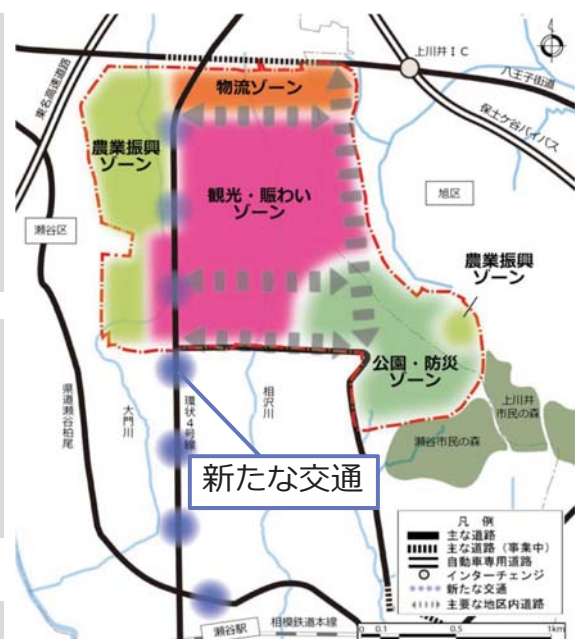 上川井IC
八王子街道
東名高速道路
保土ケ谷バイパス
物流ゾーン
農業振興
ゾーン
観光・賑わい
ゾーン
旭区
瀬谷区
農業振興
ゾーン
公園・防災
ゾーン
上川井
市民の森
瀬谷市民の森
県道瀬谷柏尾
大門川
環状4号線
相沢川
新たな交通
凡例
主な道路
主な道路（事業中）
自動車専用道路
インターチェンジ
新たな交通
主要な地区内道路
瀬谷駅
相模鉄道本線
0 0.1 0.5 1km